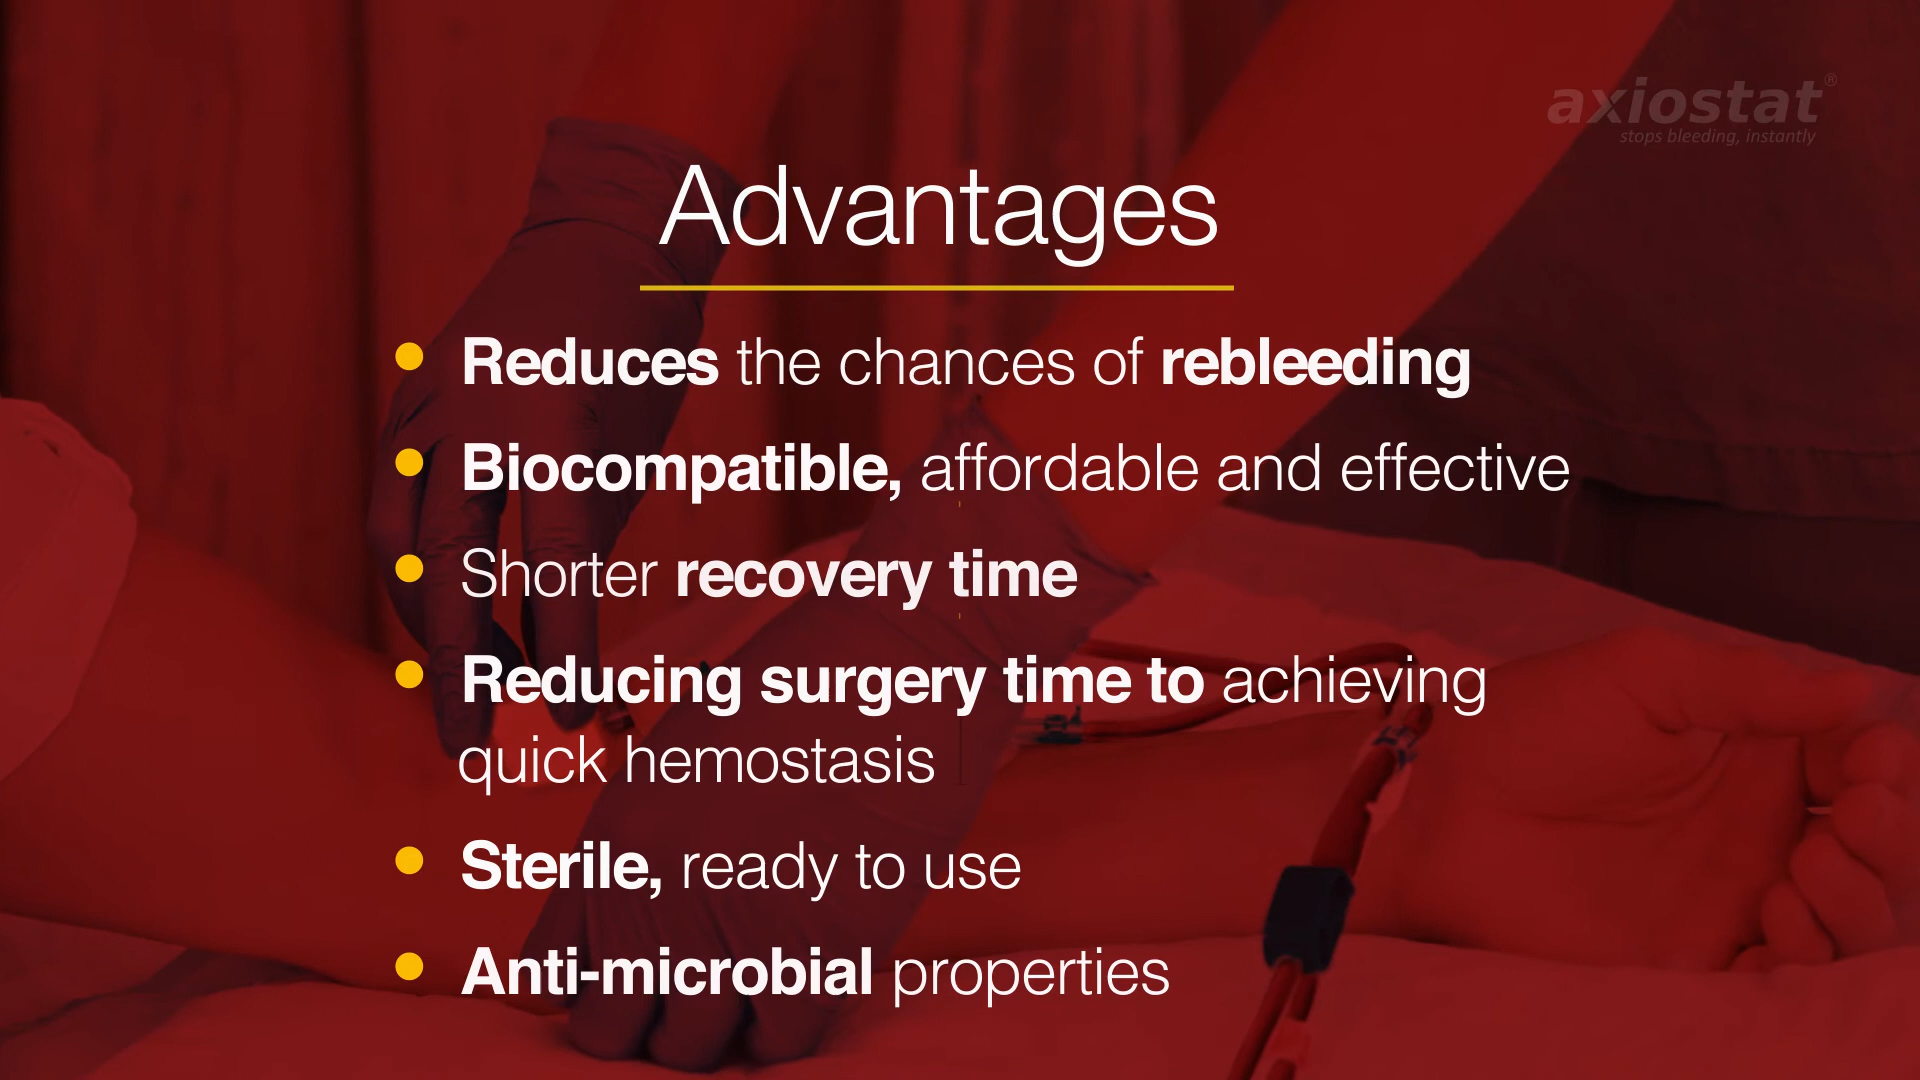 axiostat®
stops bleeding, instantly
Advantages
Reduces the chances of rebleeding
Biocompatible, affordable and effective
Shorter recovery time
Reducing surgery time to achieving
quick hemostasis
Sterile, ready to use
Anti-microbial properties